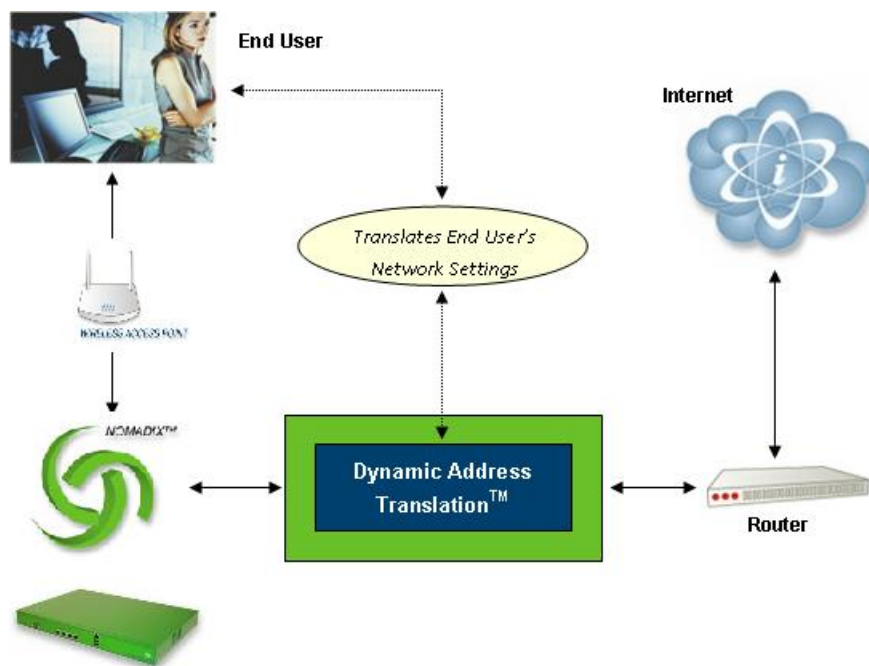 End User
Internet
Translates End User's
Network Settings
WIRELESS ACCESS POINT
NOMADIX™
Dynamic Address
Translation™
Router
i